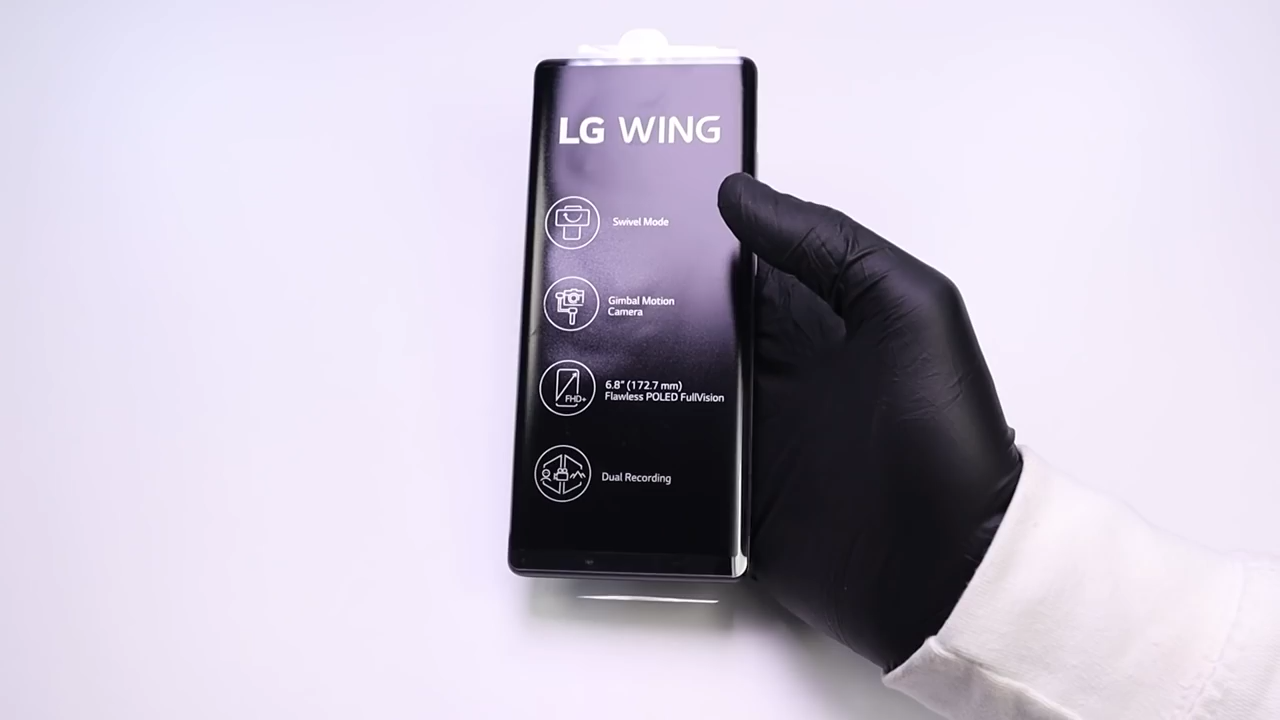 LG WING
Swivel Mode
Gimbal Motion
Camera
FHD+
6.8" (172.7 mm)
Flawless POLED FullVision
Dual Recording